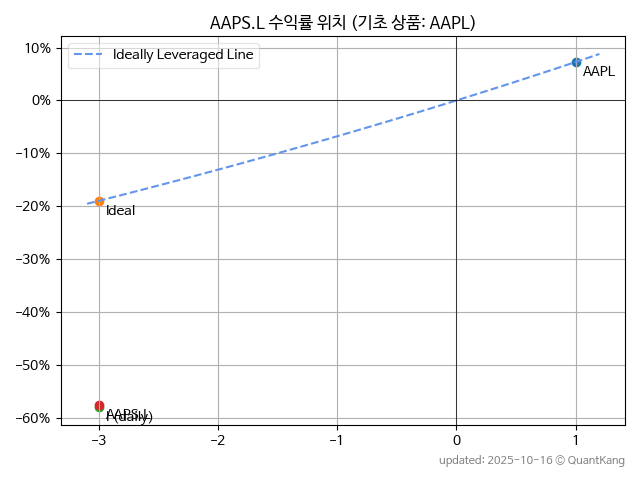 AAPS.L 수익률 위치 (기초 상품: AAPL)
10%
Ideally Leveraged Line
AAPL
0%
−10%
−20%
Ideal
−30%
−40%
−50%
AAPS.L
(daily)
−60%
−3
−2
−1
0
1
updated: 2025-10-16 © QuantKang